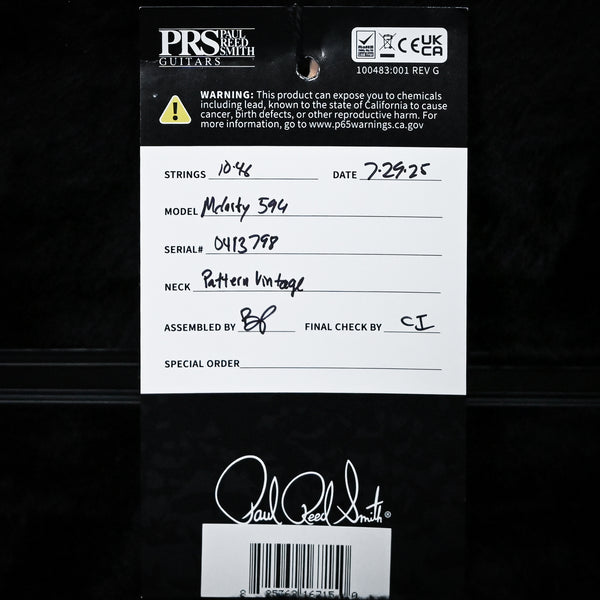 PRS PAUL REED SMITH
GUITARS
CE UK CA
100483:001 REV G
WARNING: This product can expose you to chemicals
including lead, known to the state of California to cause
cancer, birth defects, or other reproductive harm. For
more information, go to www.p65warnings.ca.gov
STRINGS 10-46 DATE 7-29-25
MODEL McCarty 594
SERIAL# 0413798
NECK Pattern Vintage
ASSEMBLED BY BP FINAL CHECK BY CI
SPECIAL ORDER
Paul Reed Smith®